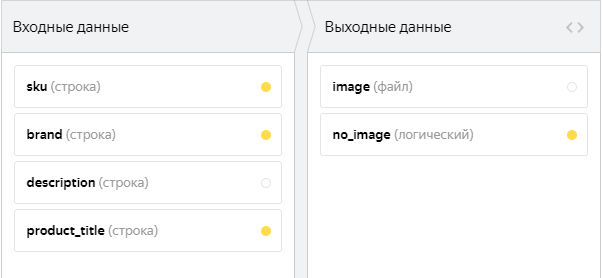 Входные данные
sku (строка)
brand (строка)
description (строка)
product_title (строка)
Выходные данные
image (файл)
no_image (логический)